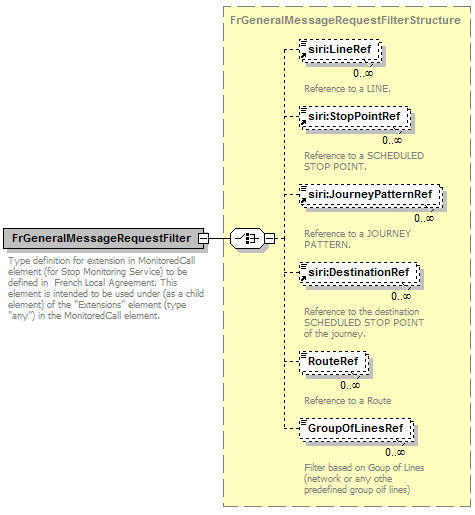 FrGeneralMessageRequestFilterStructure
siri:LineRef
0..∞
Reference to a LINE.
siri:StopPointRef
0..∞
Reference to a SCHEDULED
STOP POINT.
siri:JourneyPatternRef
0..∞
Reference to a JOURNEY
PATTERN.
FrGeneralMessageRequestFilter
Type definition for extension in MonitoredCall
element (for Stop Monitoring Service) to be
defined in French Local Agreement. This
element is intended to be used under (as a child
element) of the "Extensions" element (type
"any") in the MonitoredCall element.
siri:DestinationRef
0..∞
Reference to the destination
SCHEDULED STOP POINT
of the journey.
RouteRef
0..∞
Reference to a Route
GroupOfLinesRef
0..∞
Filter based on Goup of Lines
(network or any othe
predefined group oif lines)